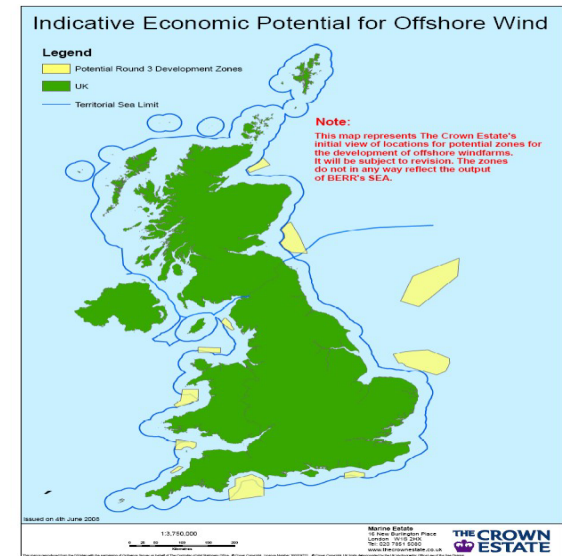 Indicative Economic Potential for Offshore Wind
Legend
Potential Round 3 Development Zones
UK
Territorial Sea Limit
Note:
This map represents The Crown Estate's
initial view of locations for potential zones for
the development of offshore windfarms.
It will be subject to revision. The zones
do not in any way reflect the output
of BERR's SEA.
Issued on 4th June 2008
1:3,750,000
Kilometres
Marine Estate
16 New Burlington Place
London W1S 2HX
Tel: 020 7851 5080
www.thecrownestate.co.uk
THE CROWN
ESTATE